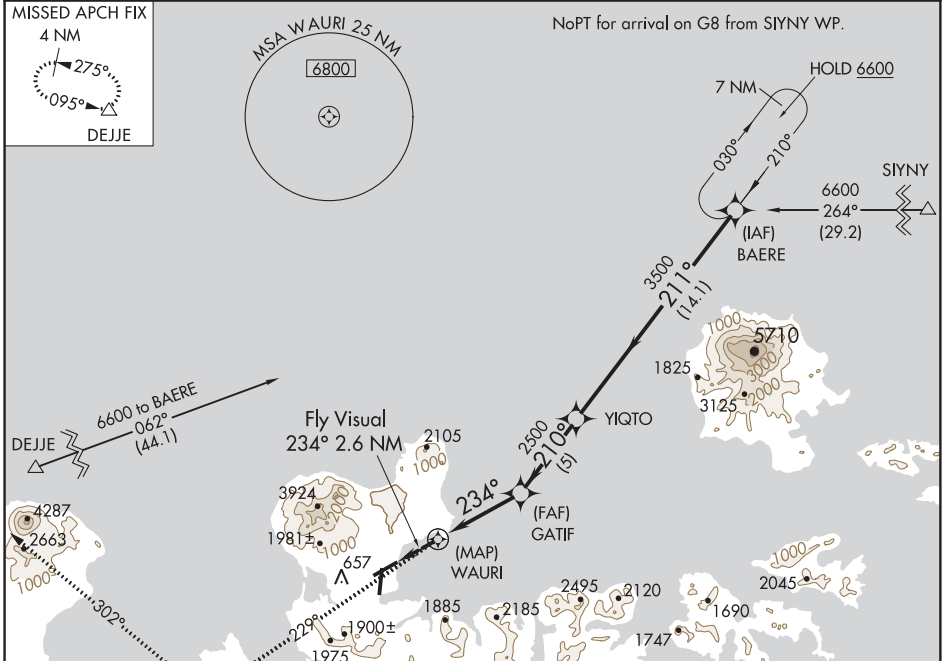 MISSED APCH FIX
4 NM
275°
095°
DEJJE
MSA WAURI 25 NM
6800
NoPT for arrival on G8 from SIYNY WP.
HOLD 6600
7 NM
030°
210°
SIYNY
6600
264°
(29.2)
(IAF)
BAERE
3500
211°
(14.1)
1000
5710
1825
3000
2000
3125
6600 to BAERE
062°
(44.1)
DEJJE
Fly Visual
234° 2.6 NM
2105
1000
YIQTO
2500
210°
(5)
234°
(FAF)
GATIF
3924
2000
1981±
1000
4287
2663
1000
657
(MAP)
WAURI
302°
229°
1900±
1975
1885
2185
2495
2120
1000
2045
1690
1747